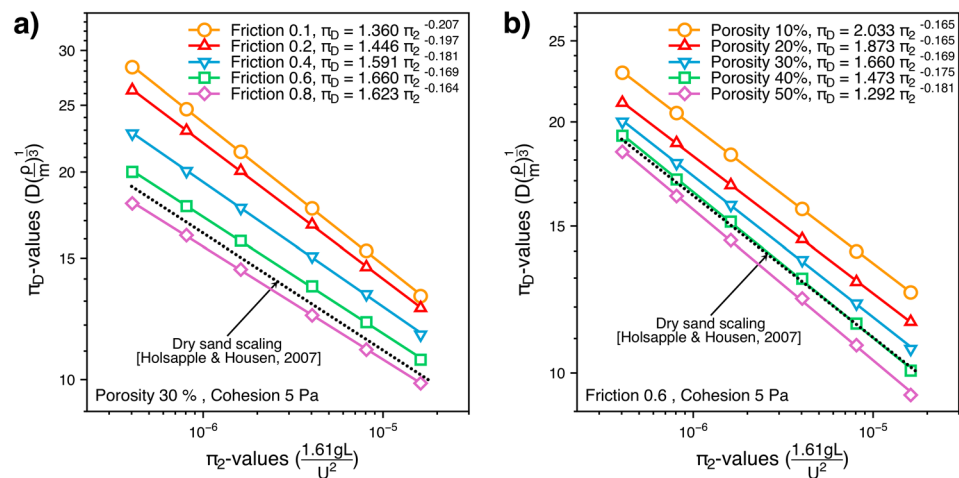 a)
30
25
20
15
10
Friction 0.1, π_D = 1.360 π_2^-0.207
Friction 0.2, π_D = 1.446 π_2^-0.197
Friction 0.4, π_D = 1.591 π_2^-0.181
Friction 0.6, π_D = 1.660 π_2^-0.169
Friction 0.8, π_D = 1.623 π_2^-0.164
π_D-values (D(ρ/m)^1/3)
Dry sand scaling
[Holsapple & Housen, 2007]
Porosity 30 % , Cohesion 5 Pa
10^-6
10^-5
π_2-values (1.61gL/U^2)
b)
20
15
10
Porosity 10%, π_D = 2.033 π_2^-0.165
Porosity 20%, π_D = 1.873 π_2^-0.165
Porosity 30%, π_D = 1.660 π_2^-0.169
Porosity 40%, π_D = 1.473 π_2^-0.175
Porosity 50%, π_D = 1.292 π_2^-0.181
π_D-values (D(ρ/m)^1/3)
Dry sand scaling
[Holsapple & Housen, 2007]
Friction 0.6 , Cohesion 5 Pa
10^-6
10^-5
π_2-values (1.61gL/U^2)